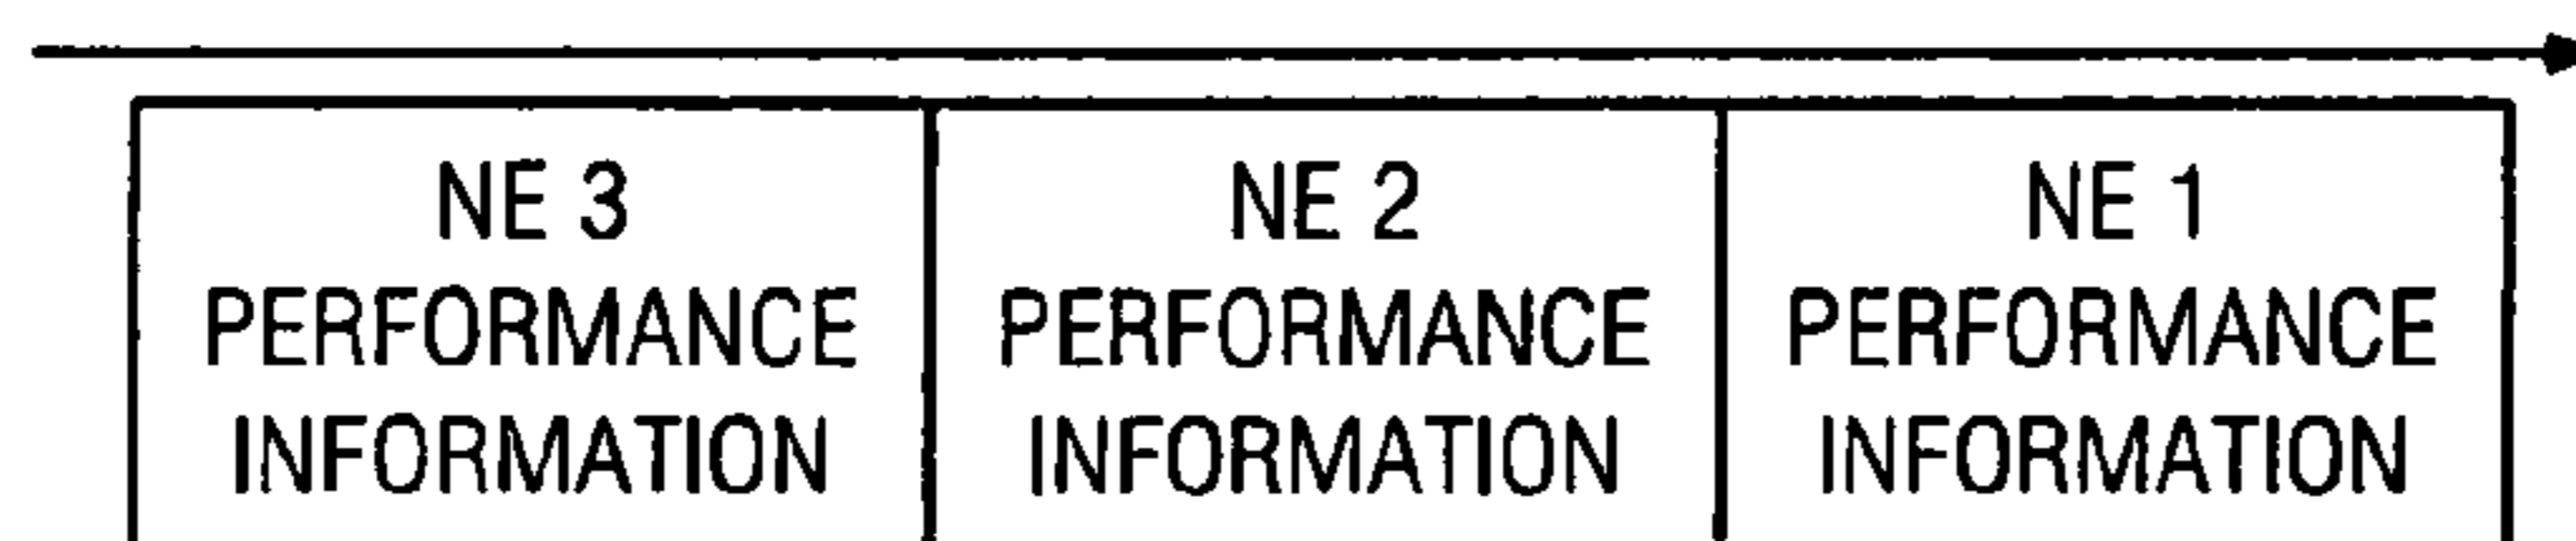 NE 3
PERFORMANCE
INFORMATION
NE 2
PERFORMANCE
INFORMATION
NE 1
PERFORMANCE
INFORMATION